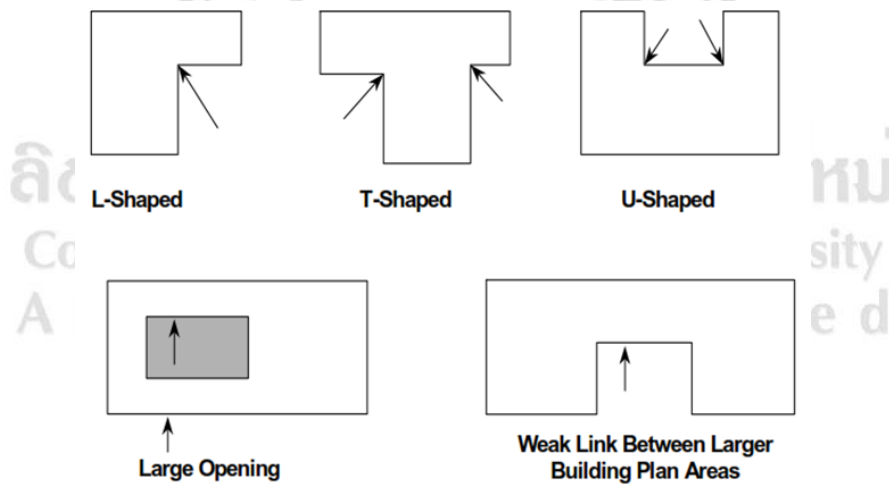 L-Shaped
T-Shaped
U-Shaped
Large Opening
Weak Link Between Larger
Building Plan Areas